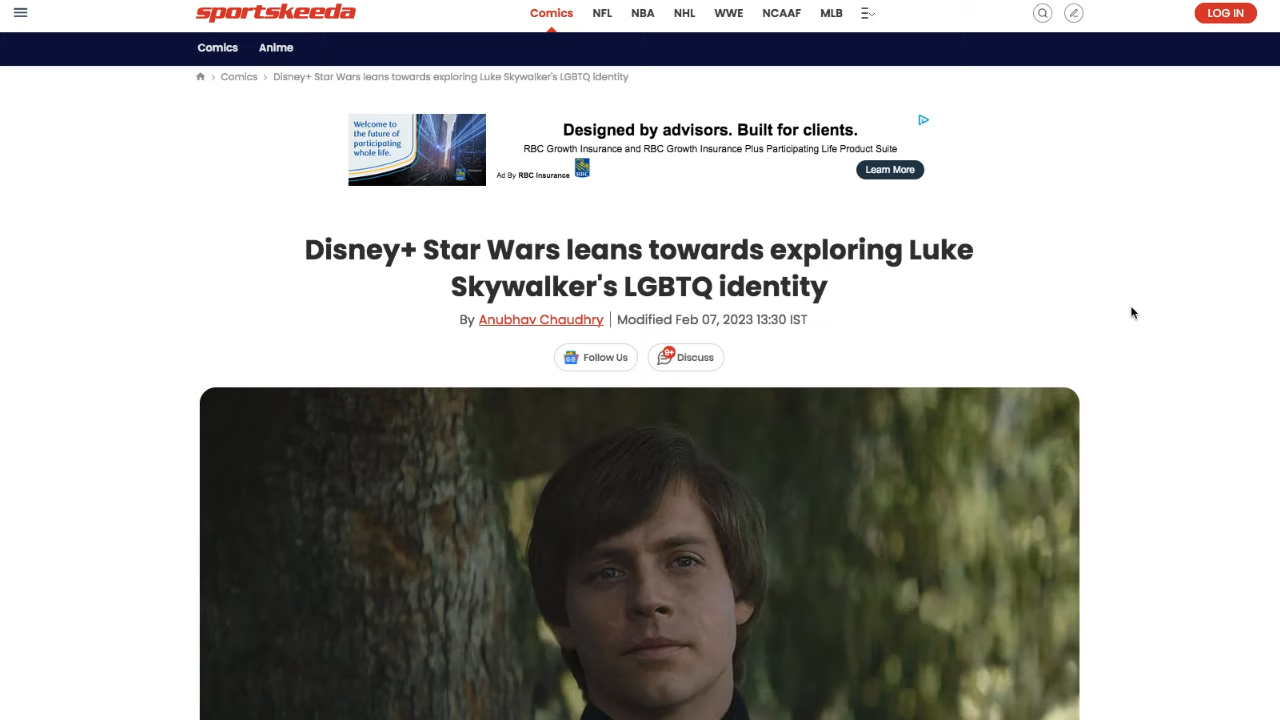 sportskeeda
Comics NFL NBA NHL WWE NCAAF MLB
LOG IN
Comics Anime
Comics > Disney+ Star Wars leans towards exploring Luke Skywalker's LGBTQ identity
Welcome to
the future of
participating
whole life.
RBC
Designed by advisors. Built for clients.
RBC Growth Insurance and RBC Growth Insurance Plus Participating Life Product Suite
Ad By RBC Insurance
RBC
Learn More
Disney+ Star Wars leans towards exploring Luke
Skywalker's LGBTQ identity
By Anubhav Chaudhry | Modified Feb 07, 2023 13:30 IST
Follow Us
9+
Discuss